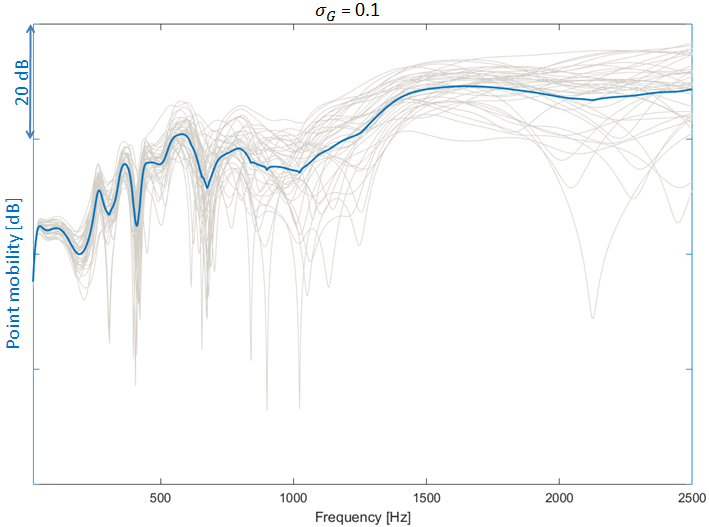 σ_G = 0.1
20 dB
Point mobility [dB]
500
1000
1500
2000
2500
Frequency [Hz]